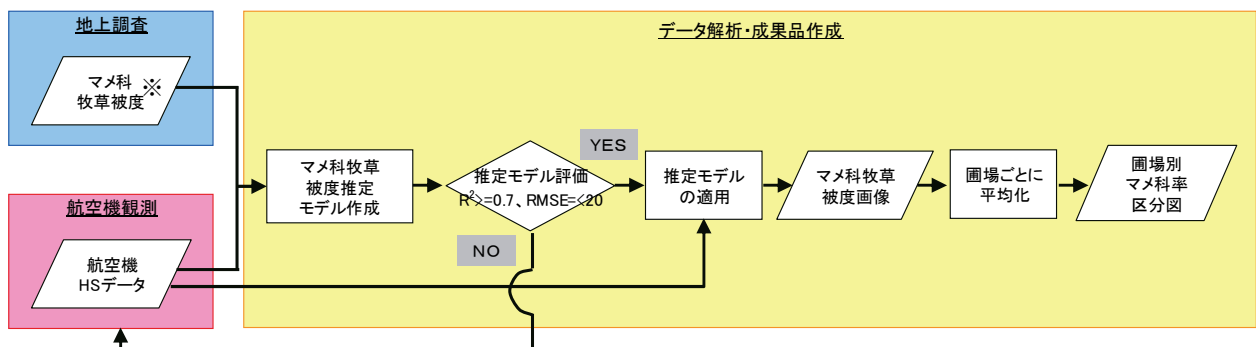 地上調査
マメ科
牧草被度※
航空機観測
航空機
HSデータ
データ解析・成果品作成
マメ科牧草
被度推定
モデル作成
推定モデル評価
R²>=0.7、RMSE=<20
YES
NO
推定モデル
の適用
マメ科牧草
被度画像
圃場ごとに
平均化
圃場別
マメ科率
区分図